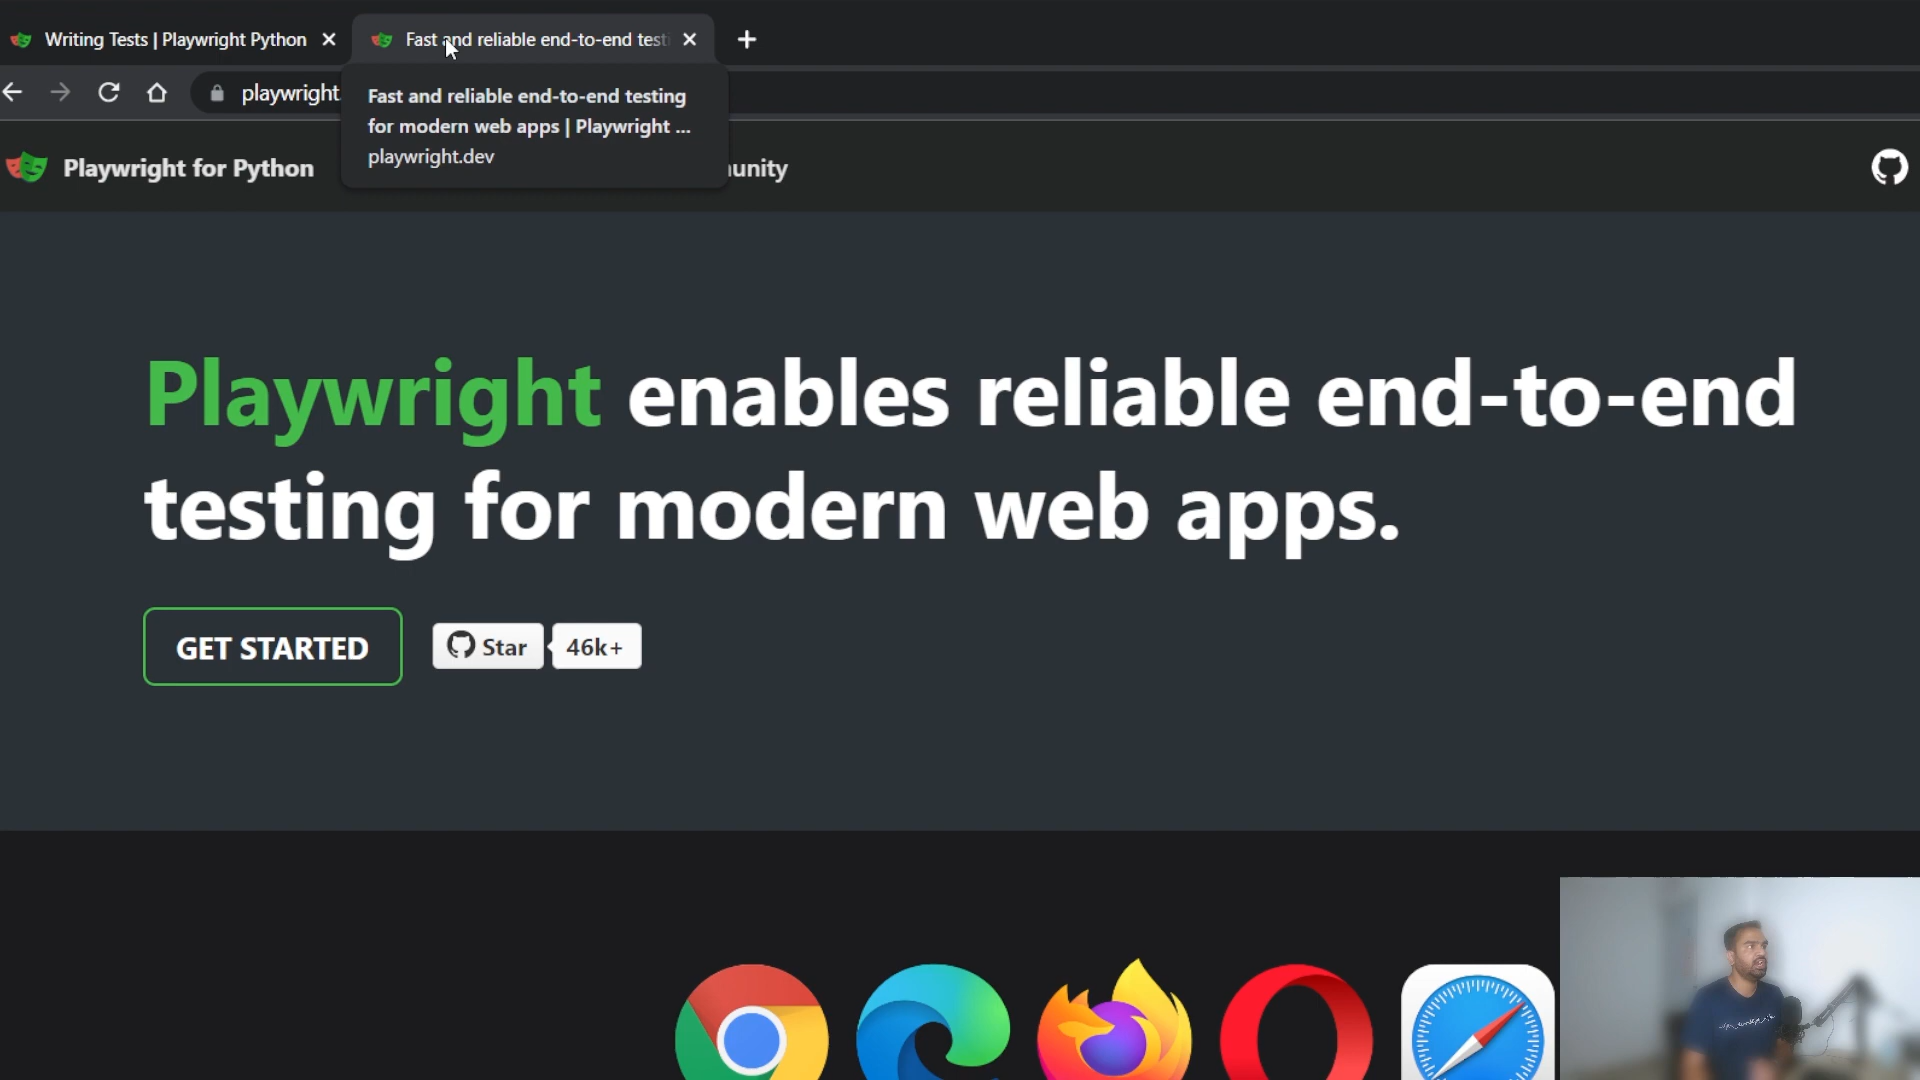 Writing Tests | Playwright Python
Fast and reliable end-to-end testi
playwright.
Fast and reliable end-to-end testing
for modern web apps | Playwright ...
playwright.dev
Playwright for Python
unity
Playwright enables reliable end-to-end
testing for modern web apps.
GET STARTED
Star
46k+